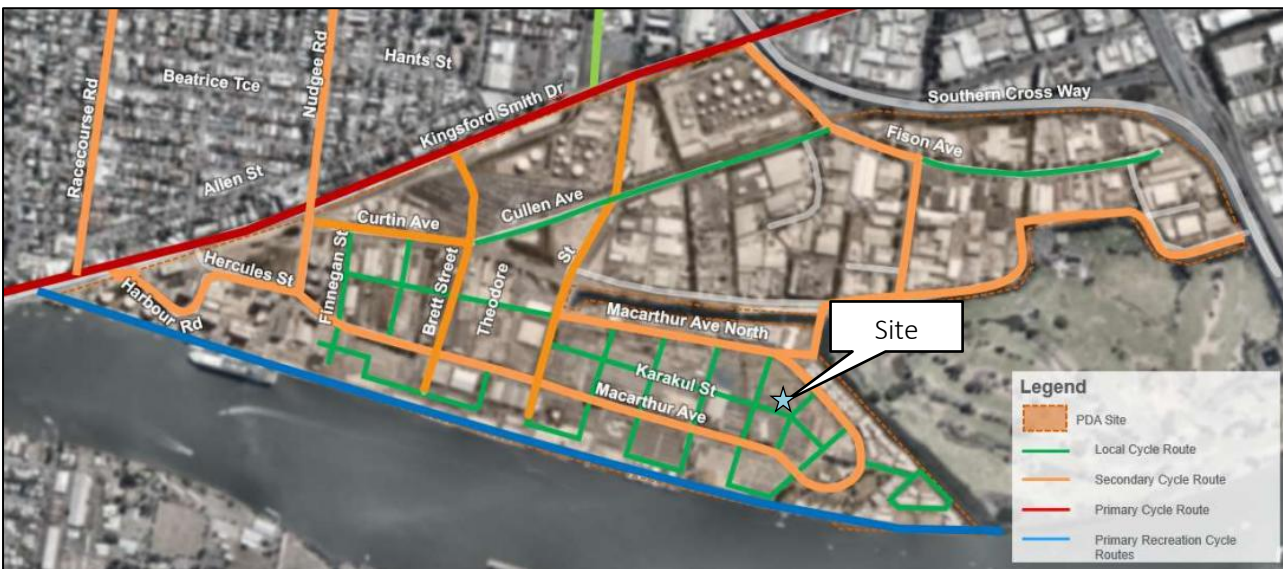 Racecourse Rd
Beatrice Tce
Nudgee Rd
Hants St
Kingsford Smith Dr
Southern Cross Way
Fison Ave
Allen St
Cullen Ave
Curtin Ave
Hercules St
Harbour Rd
Finnegan St
Brett Street
Theodore
St
Macarthur Ave North
Site
Karakul St
Macarthur Ave
Legend
PDA Site
Local Cycle Route
Secondary Cycle Route
Primary Cycle Route
Primary Recreation Cycle
Routes